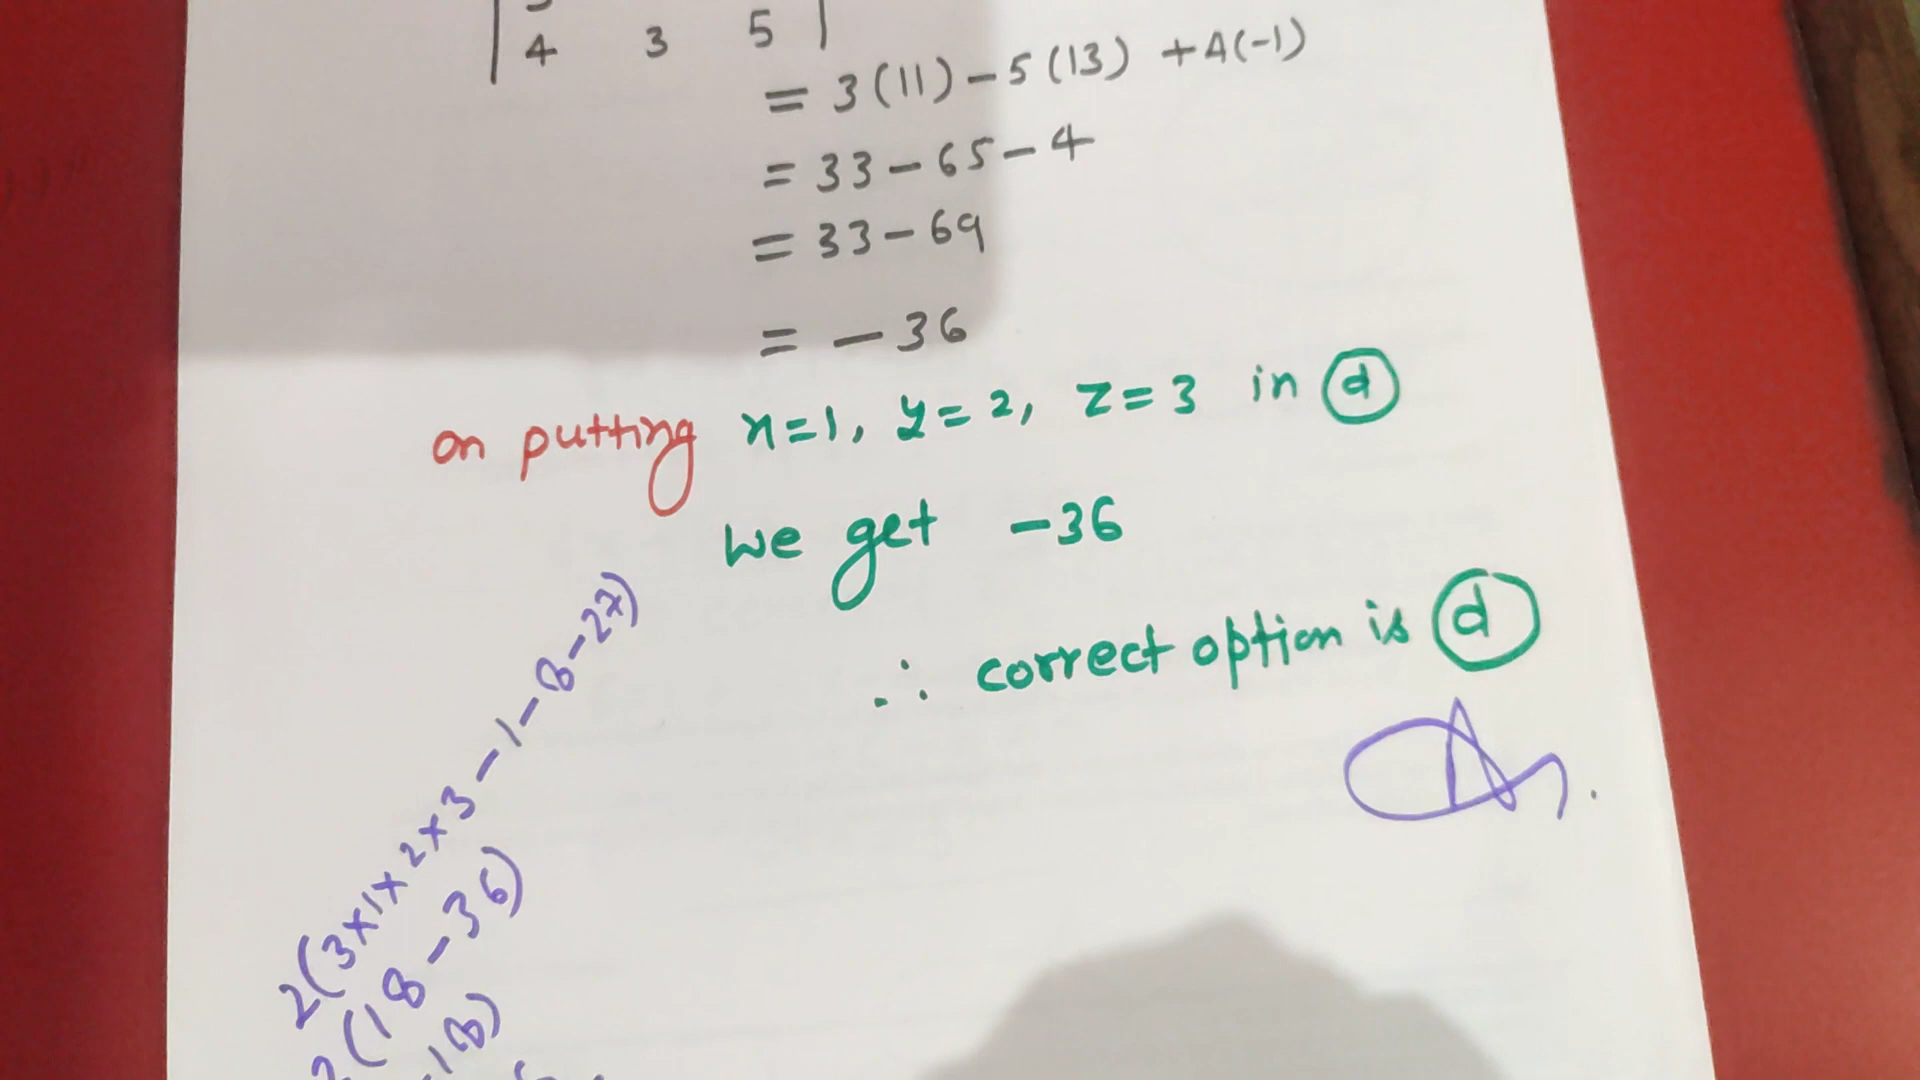 4 3 5
= 3(11) - 5(13) + 4(-1)
= 33 - 65 - 4
= 33 - 69
= - 36
on putting x=1, y=2, z=3 in d
we get -36
∴ correct option is d
2(3×1×2×3 - 1 - 8 - 27)
2(18 - 36)
-18)